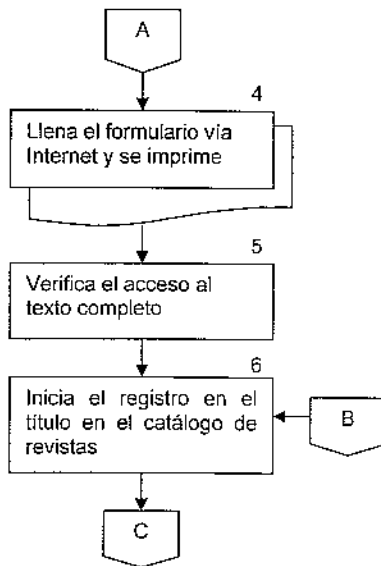 A
4
Llena el formulario vía
Internet y se imprime
5
Verifica el acceso al
texto completo
6
Inicia el registro en el
título en el catálogo de
revistas
B
C